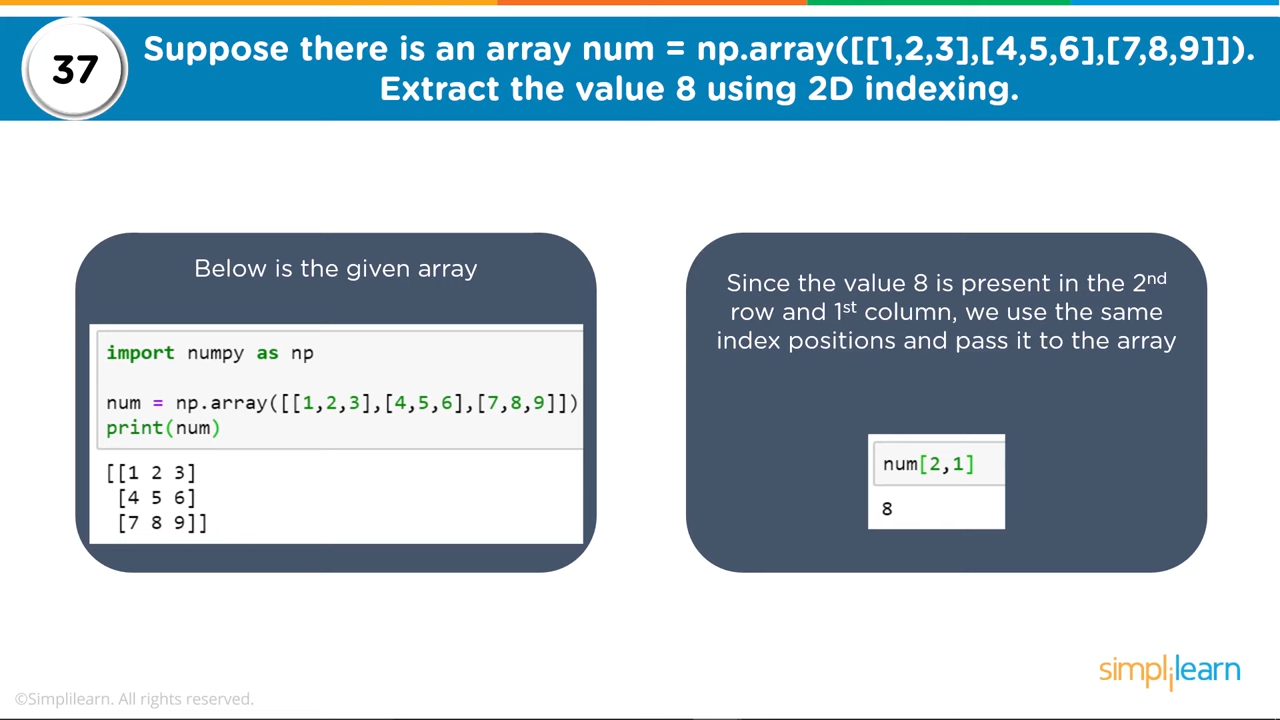 37
Suppose there is an array num = np.array([[1,2,3],[4,5,6],[7,8,9]]).
Extract the value 8 using 2D indexing.
Below is the given array
import numpy as np
num = np.array([[1,2,3],[4,5,6],[7,8,9]])
print(num)
[[1 2 3]
[4 5 6]
[7 8 9]]
Since the value 8 is present in the 2nd
row and 1st column, we use the same
index positions and pass it to the array
num[2,1]
8
simplilearn
©Simplilearn. All rights reserved.